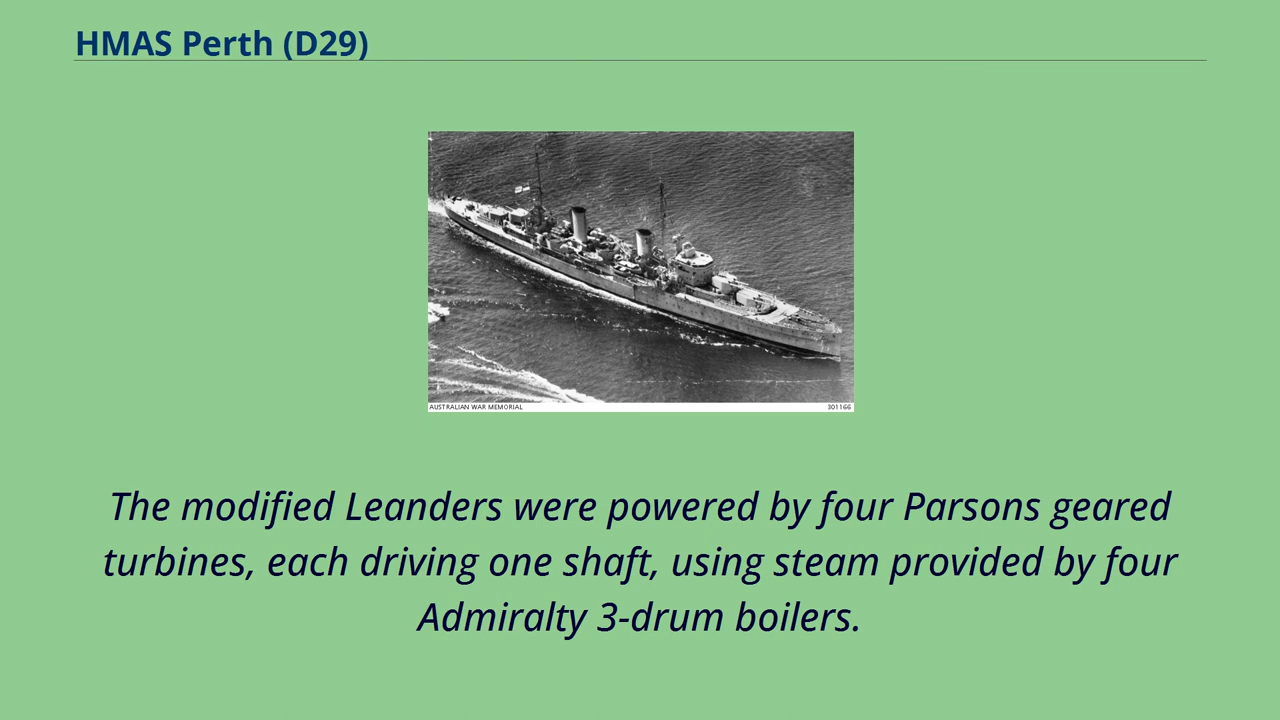 HMAS Perth (D29)
AUSTRALIAN WAR MEMORIAL 301166
The modified Leanders were powered by four Parsons geared
turbines, each driving one shaft, using steam provided by four
Admiralty 3-drum boilers.